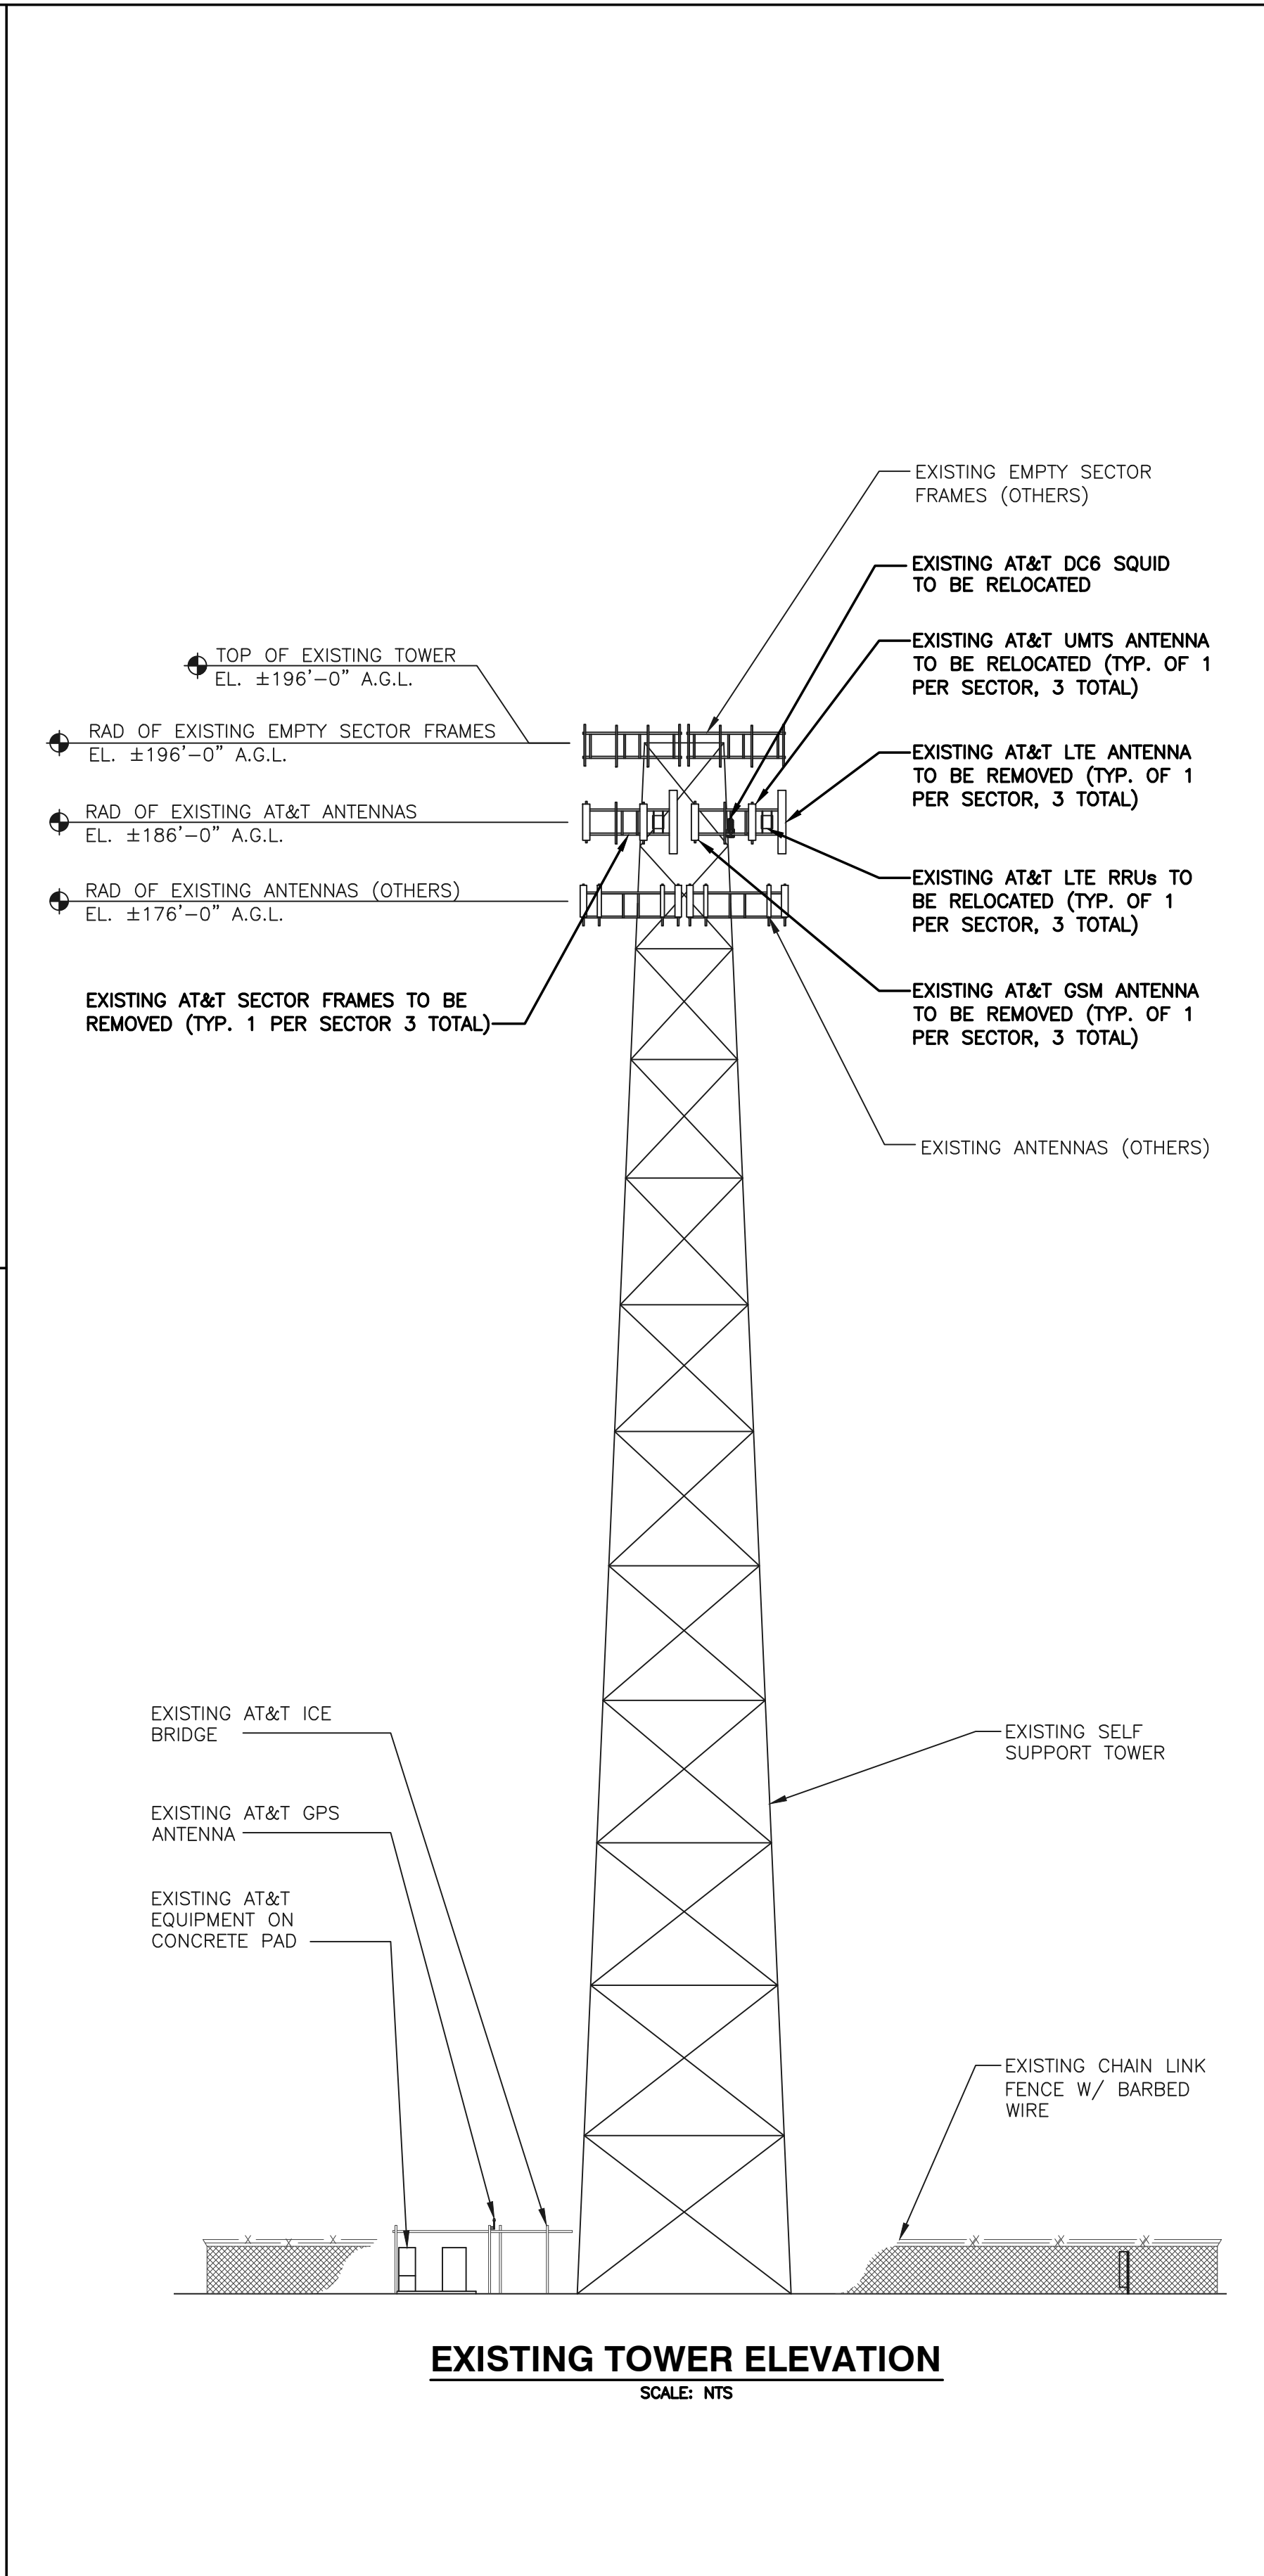 EXISTING EMPTY SECTOR
FRAMES (OTHERS)
EXISTING AT&T DC6 SQUID
TO BE RELOCATED
EXISTING AT&T UMTS ANTENNA
TO BE RELOCATED (TYP. OF 1
PER SECTOR, 3 TOTAL)
TOP OF EXISTING TOWER
EL. ±196'-0" A.G.L.
RAD OF EXISTING EMPTY SECTOR FRAMES
EL. ±196'-0" A.G.L.
EXISTING AT&T LTE ANTENNA
TO BE REMOVED (TYP. OF 1
PER SECTOR, 3 TOTAL)
RAD OF EXISTING AT&T ANTENNAS
EL. ±186'-0" A.G.L.
RAD OF EXISTING ANTENNAS (OTHERS)
EL. ±176'-0" A.G.L.
EXISTING AT&T LTE RRUs TO
BE RELOCATED (TYP. OF 1
PER SECTOR, 3 TOTAL)
EXISTING AT&T SECTOR FRAMES TO BE
REMOVED (TYP. 1 PER SECTOR 3 TOTAL)
EXISTING AT&T GSM ANTENNA
TO BE REMOVED (TYP. OF 1
PER SECTOR, 3 TOTAL)
EXISTING ANTENNAS (OTHERS)
EXISTING AT&T ICE
BRIDGE
EXISTING SELF
SUPPORT TOWER
EXISTING AT&T GPS
ANTENNA
EXISTING AT&T
EQUIPMENT ON
CONCRETE PAD
EXISTING CHAIN LINK
FENCE W/ BARBED
WIRE
EXISTING TOWER ELEVATION
SCALE: NTS